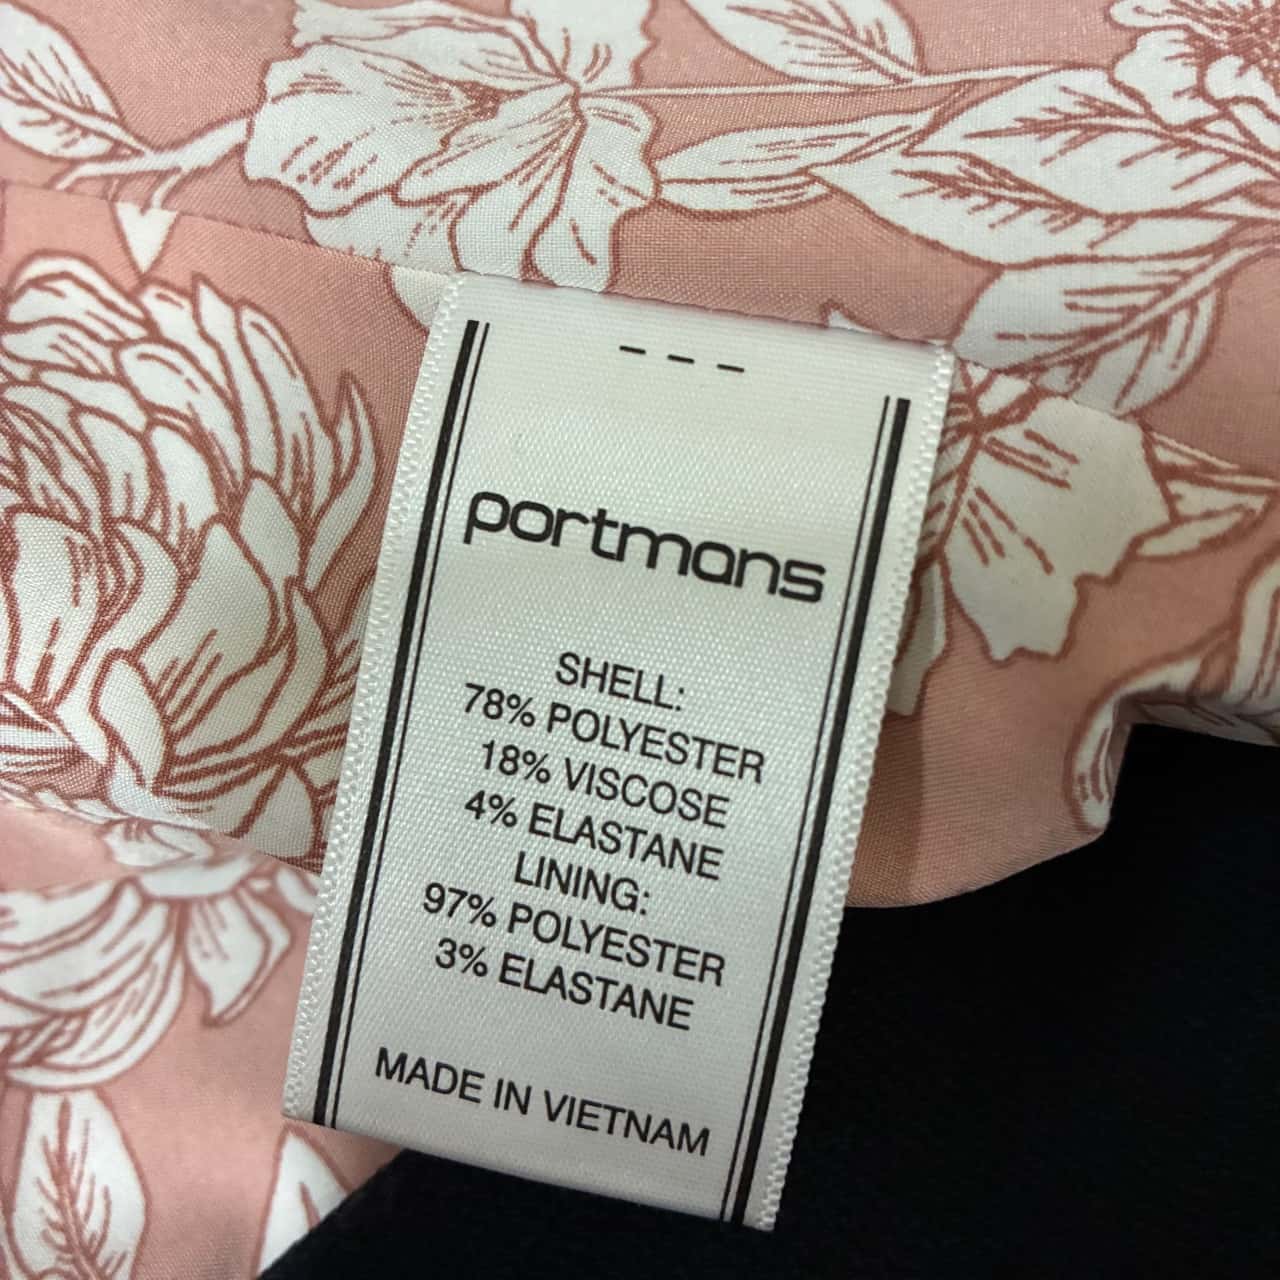 - - -
portmans
SHELL:
78% POLYESTER
18% VISCOSE
4% ELASTANE
LINING:
97% POLYESTER
3% ELASTANE
MADE IN VIETNAM